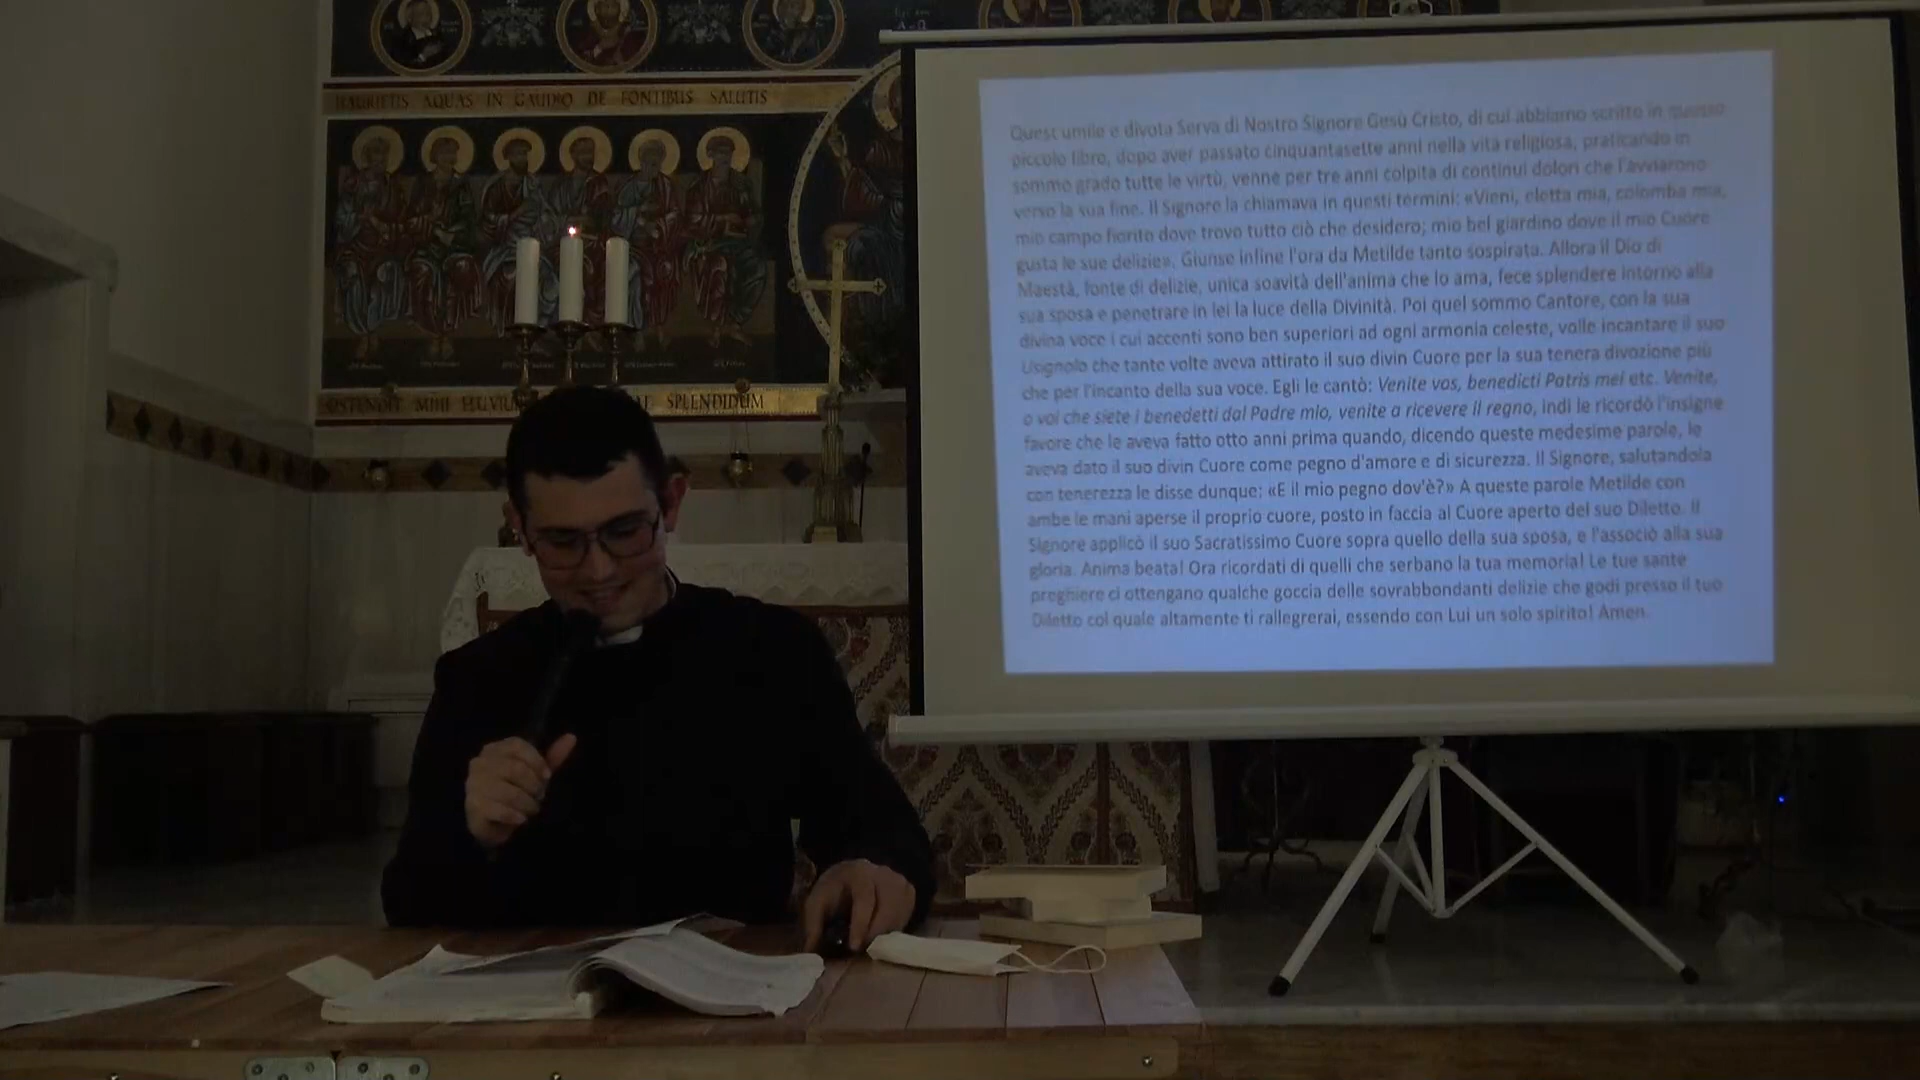 HAURIETIS AQUAS IN GAUDIO DE FONTIBUS SALUTIS
OSTENDIT MIHI FLUVIU AE SPLENDIDUM
Quest'umile e divota Serva di Nostro Signore Gesù Cristo, di cui abbiamo scritto in questo
piccolo libro, dopo aver passato cinquantasette anni nella vita religiosa, praticando in
sommo grado tutte le virtù, venne per tre anni colpita di continui dolori che l'avviarono
verso la sua fine. Il Signore la chiamava in questi termini: «Vieni, eletta mia, colomba mia,
mio campo fiorito dove trovo tutto ciò che desidero; mio bel giardino dove il mio Cuore
gusta le sue delizie». Giunse infine l'ora da Metilde tanto sospirata. Allora il Dio di
Maestà, fonte di delizie, unica soavità dell'anima che lo ama, fece splendere intorno alla
sua sposa e penetrare in lei la luce della Divinità. Poi quel sommo Cantore, con la sua
divina voce i cui accenti sono ben superiori ad ogni armonia celeste, volle incantare il suo
Usignolo che tante volte aveva attirato il suo divin Cuore per la sua tenera divozione più
che per l'incanto della sua voce. Egli le cantò: Venite vos, benedicti Patris mei etc. Venite,
o voi che siete i benedetti dal Padre mio, venite a ricevere il regno, indi le ricordò l'insigne
favore che le aveva fatto otto anni prima quando, dicendo queste medesime parole, le
aveva dato il suo divin Cuore come pegno d'amore e di sicurezza. Il Signore, salutandola
con tenerezza le disse dunque: «E il mio pegno dov'è?» A queste parole Metilde con
ambe le mani aperse il proprio cuore, posto in faccia al Cuore aperto del suo Diletto. Il
Signore applicò il suo Sacratissimo Cuore sopra quello della sua sposa, e l'associò alla sua
gloria. Anima beata! Ora ricordati di quelli che serbano la tua memoria! Le tue sante
preghiere ci ottengano qualche goccia delle sovrabbondanti delizie che godi presso il tuo
Diletto col quale altamente ti rallegrerai, essendo con Lui un solo spirito! Amen.